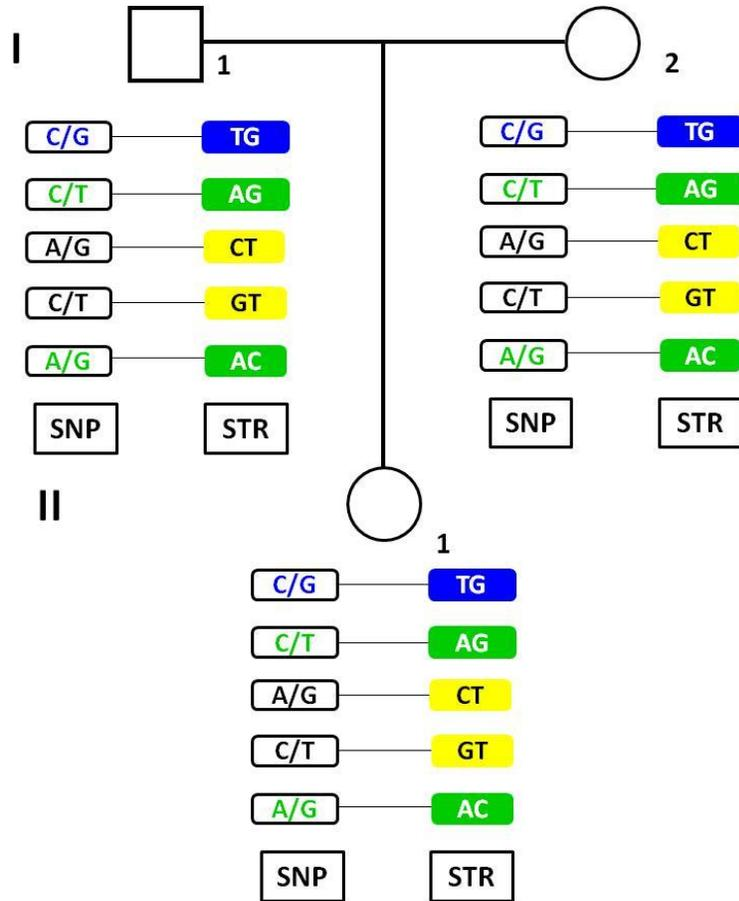 I
1
2
C/G TG
C/T AG
A/G CT
C/T GT
A/G AC
SNP STR
C/G TG
C/T AG
A/G CT
C/T GT
A/G AC
SNP STR
II
1
C/G TG
C/T AG
A/G CT
C/T GT
A/G AC
SNP STR